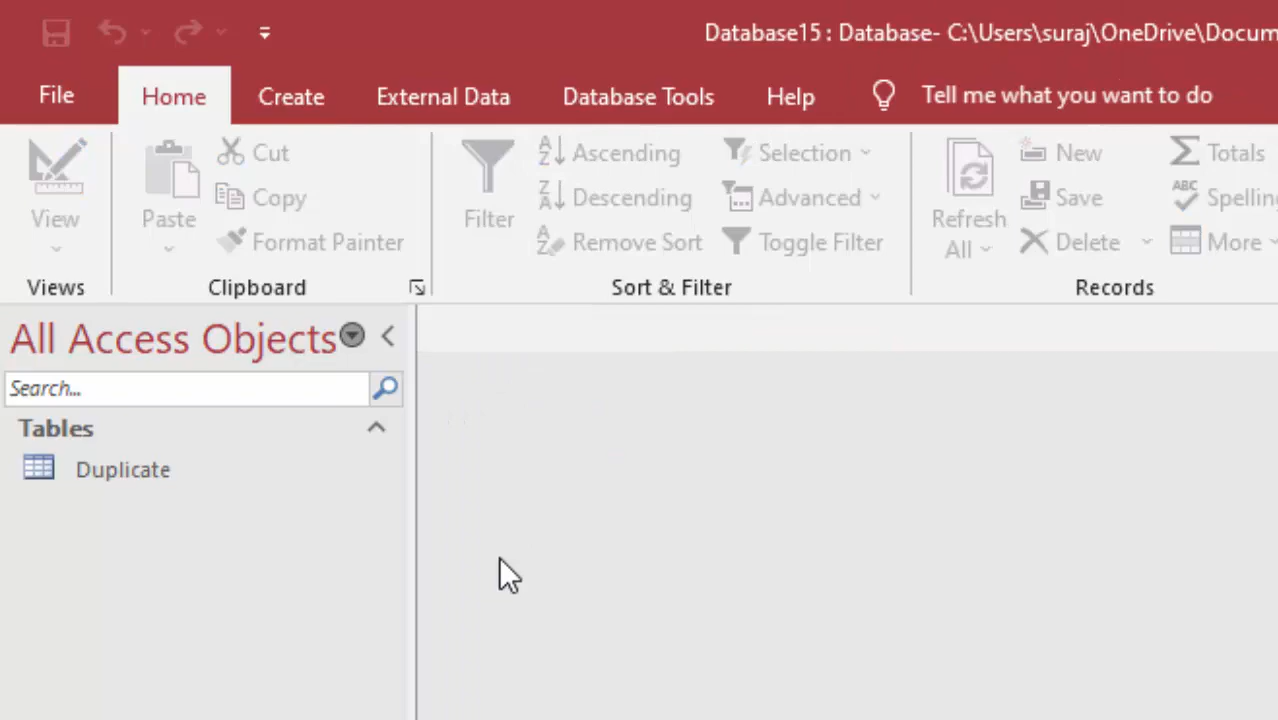 Database15 : Database- C:\Users\suraj\OneDrive\Docum
File Home Create External Data Database Tools Help Tell me what you want to do
View
Views
Paste
Cut
Copy
Format Painter
Clipboard
Filter
Ascending
Descending
Remove Sort
Selection
Advanced
Toggle Filter
Sort & Filter
Refresh
All
New
Save
Delete
Totals
Spelling
More
Records
All Access Objects
Search...
Tables
Duplicate